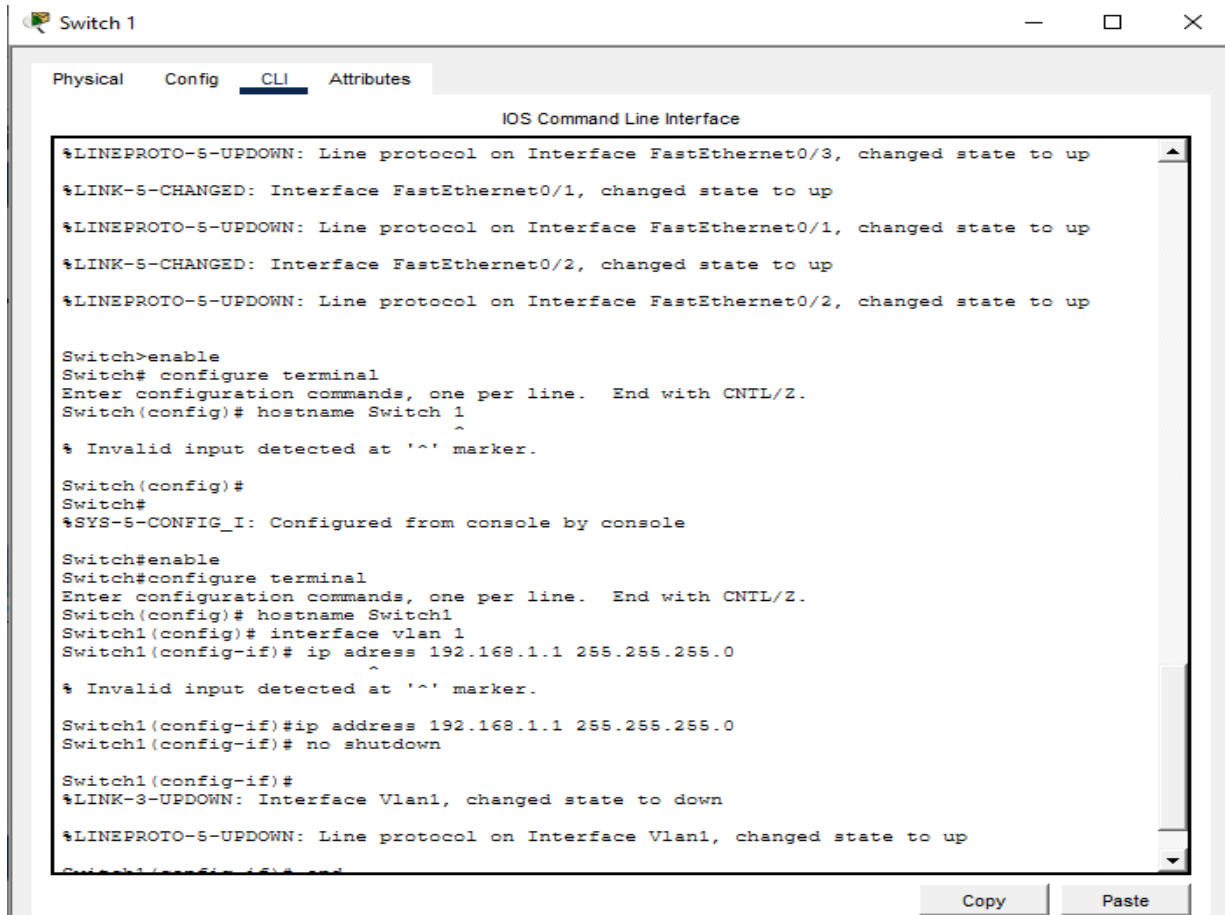 Switch 1
Physical Config CLI Attributes
IOS Command Line Interface
%LINEPROTO-5-UPDOWN: Line protocol on Interface FastEthernet0/3, changed state to up
%LINK-5-CHANGED: Interface FastEthernet0/1, changed state to up
%LINEPROTO-5-UPDOWN: Line protocol on Interface FastEthernet0/1, changed state to up
%LINK-5-CHANGED: Interface FastEthernet0/2, changed state to up
%LINEPROTO-5-UPDOWN: Line protocol on Interface FastEthernet0/2, changed state to up
Switch>enable
Switch# configure terminal
Enter configuration commands, one per line.  End with CNTL/Z.
Switch(config)# hostname Switch 1
^
% Invalid input detected at '^' marker.
Switch(config)#
Switch#
%SYS-5-CONFIG_I: Configured from console by console
Switch#enable
Switch#configure terminal
Enter configuration commands, one per line.  End with CNTL/Z.
Switch(config)# hostname Switch1
Switch1(config)# interface vlan 1
Switch1(config-if)# ip adress 192.168.1.1 255.255.255.0
^
% Invalid input detected at '^' marker.
Switch1(config-if)#ip address 192.168.1.1 255.255.255.0
Switch1(config-if)# no shutdown
Switch1(config-if)#
%LINK-3-UPDOWN: Interface Vlan1, changed state to down
%LINEPROTO-5-UPDOWN: Line protocol on Interface Vlan1, changed state to up
Switch1(config-if)# end
Copy Paste